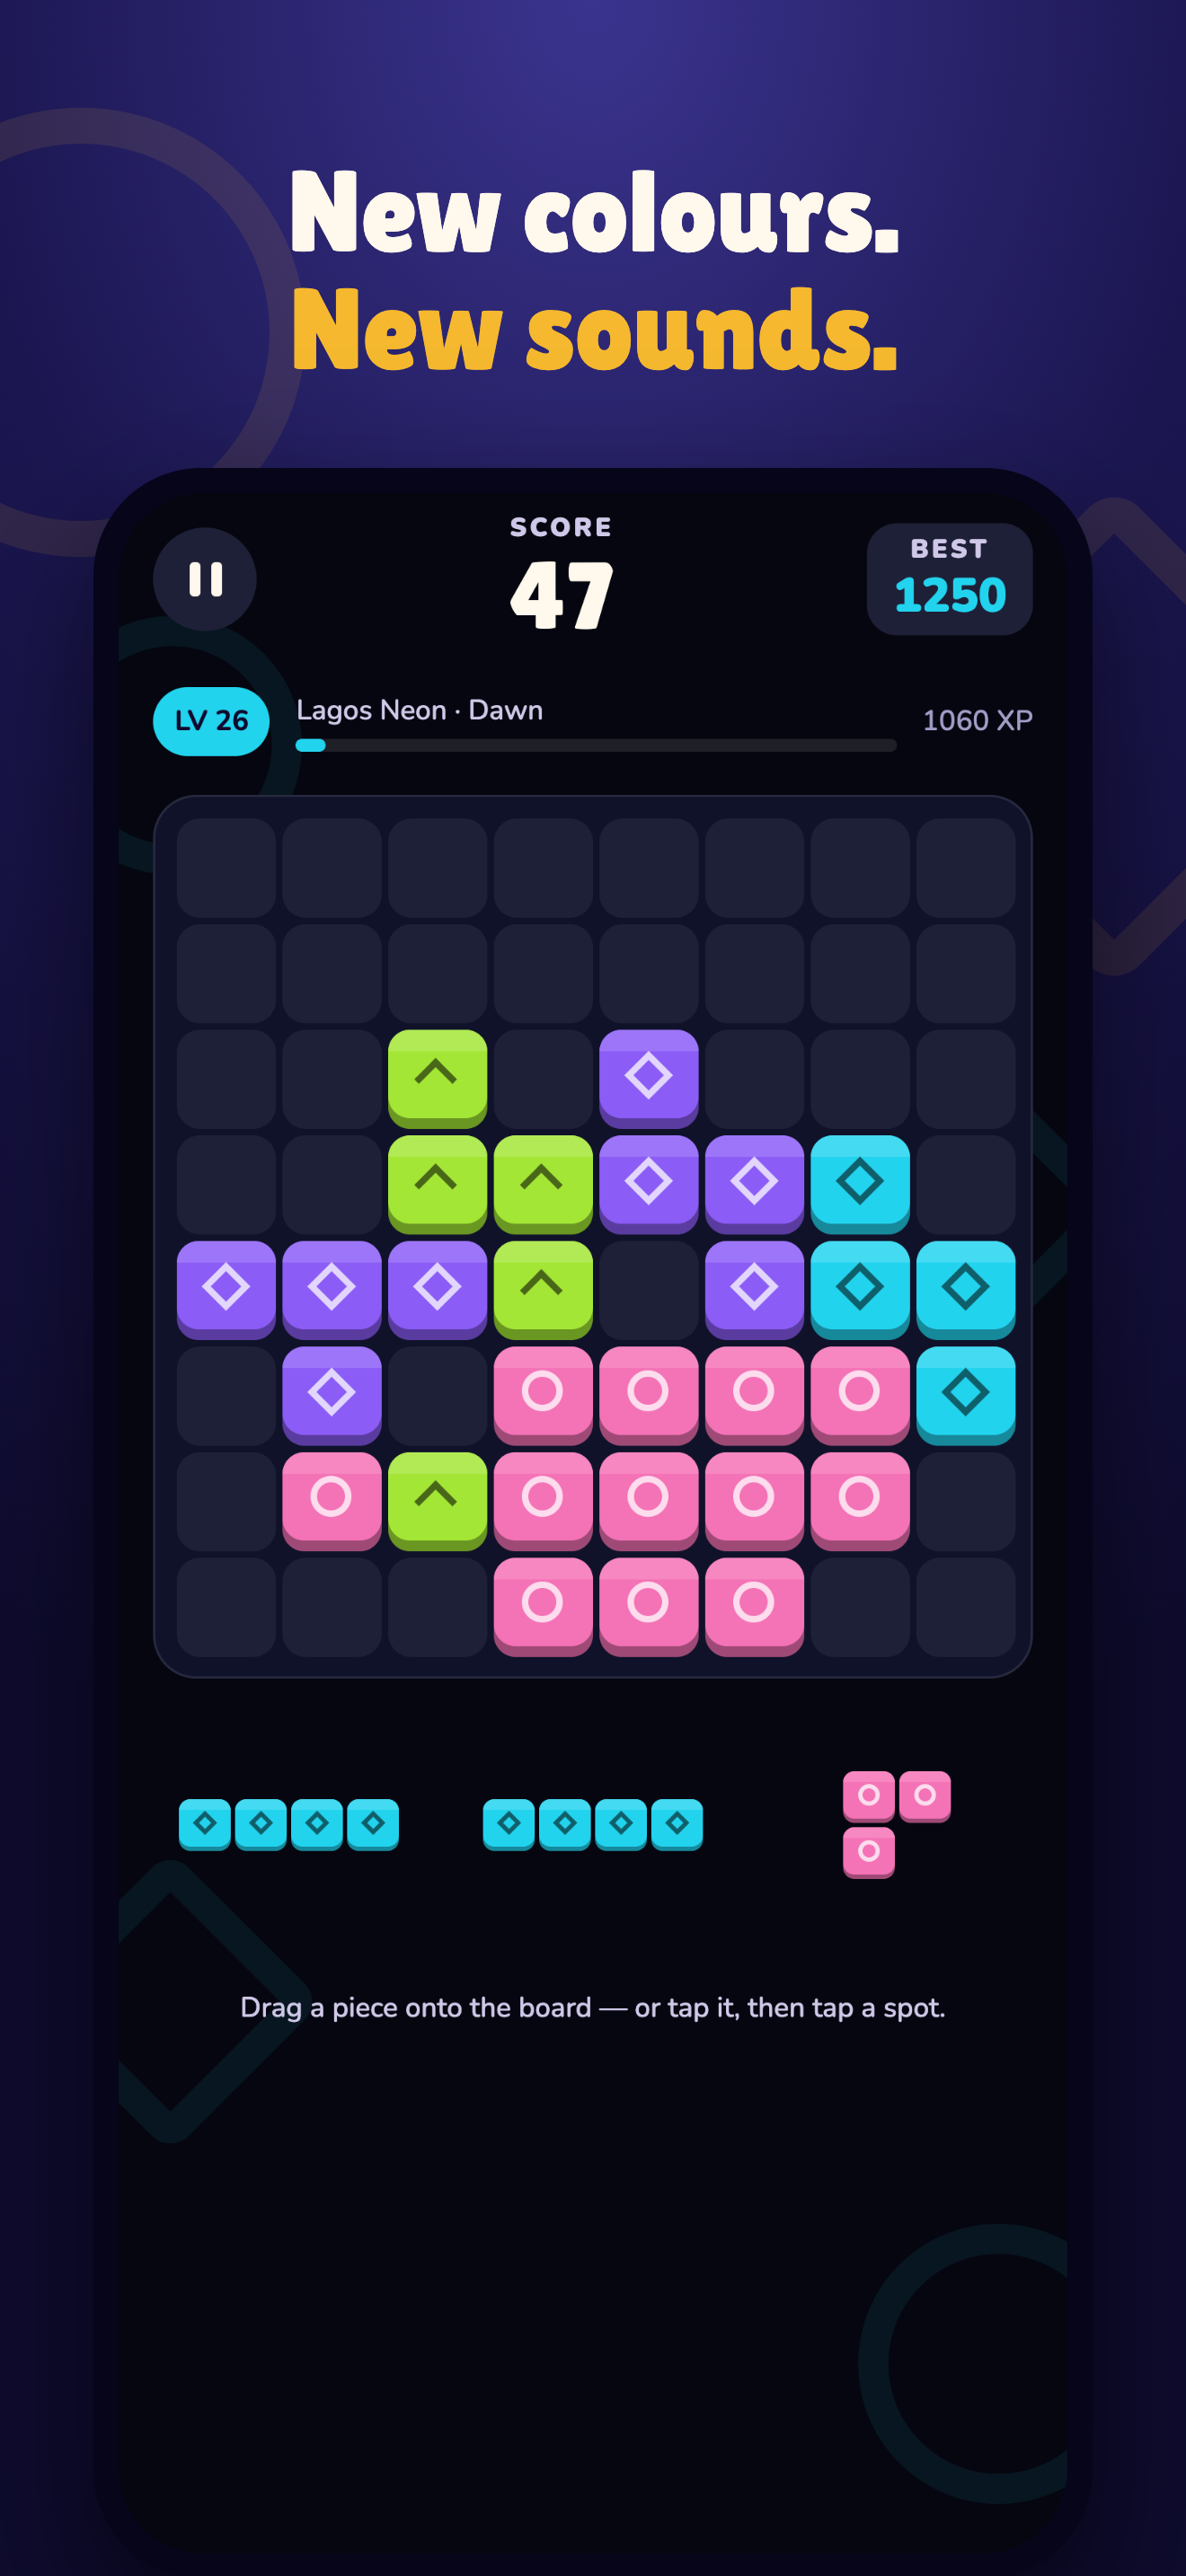 New colours.
New sounds.
SCORE
47
BEST
1250
LV 26
Lagos Neon · Dawn
1060 XP
Drag a piece onto the board — or tap it, then tap a spot.